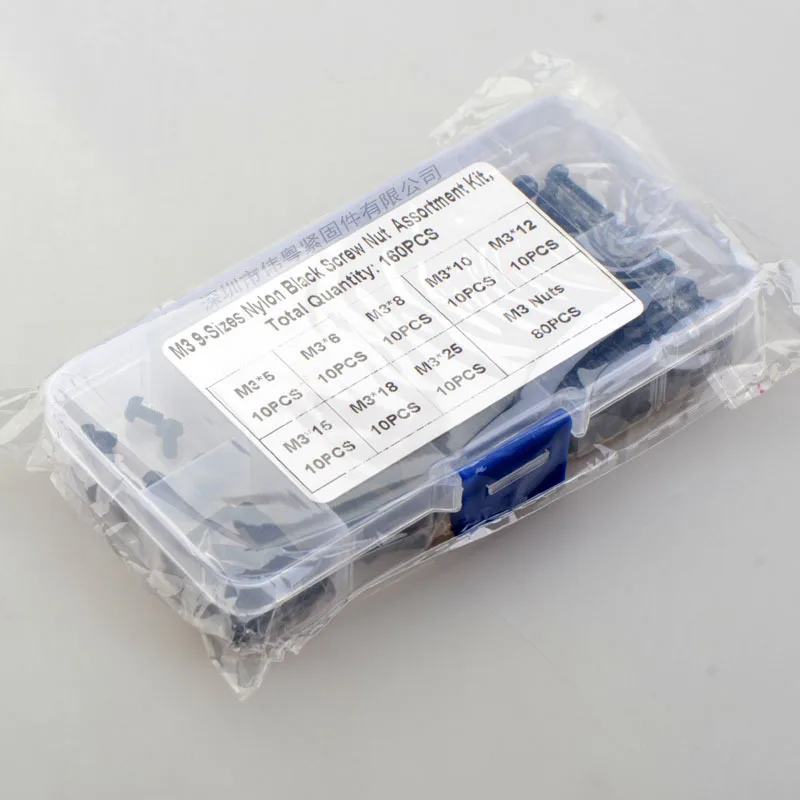 深圳市伟粤紧固件有限公司
M3 9-Sizes Nylon Black Screw Nut Assortment Kit,
Total Quantity: 160PCS
M3*5 M3*6 M3*8 M3*10 M3*12
10PCS 10PCS 10PCS 10PCS 10PCS
M3*15 M3*18 M3*25 M3 Nuts
10PCS 10PCS 10PCS 80PCS